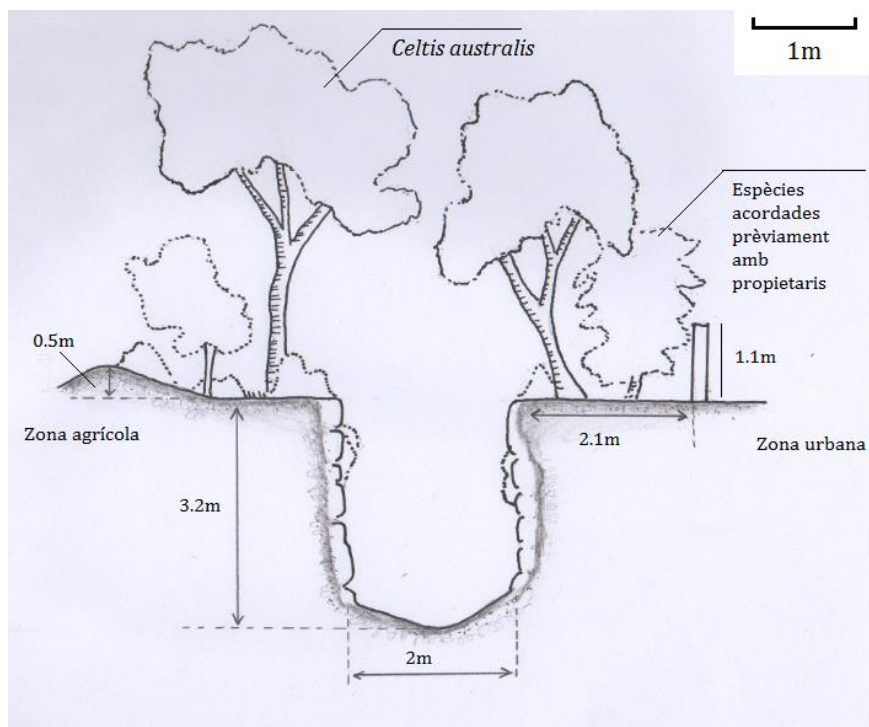 Celtis australis
1m
Espècies
acordades
prèviament
amb
propietaris
0.5m
1.1m
Zona agrícola
2.1m
Zona urbana
3.2m
2m